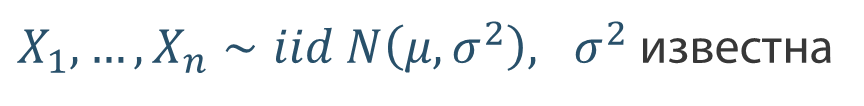 X₁, …, Xₙ ~ iid N(μ, σ²), σ² известна